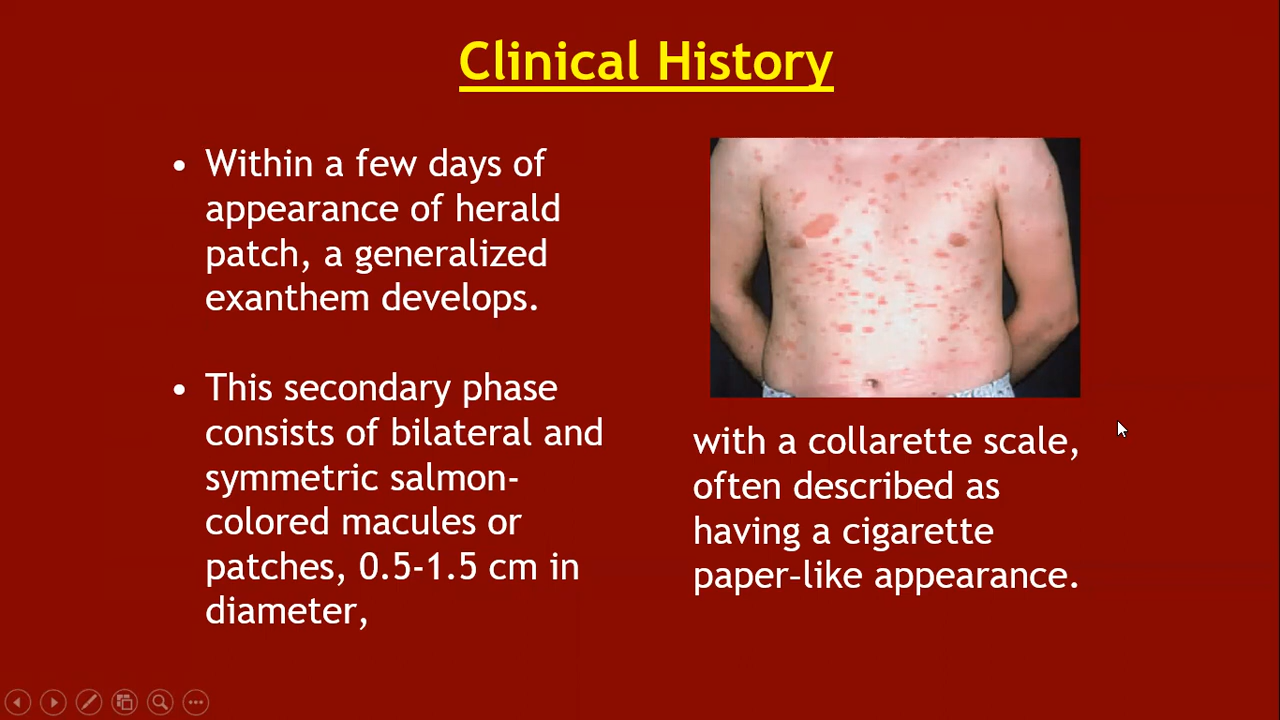 Clinical History
• Within a few days of
appearance of herald
patch, a generalized
exanthem develops.
• This secondary phase
consists of bilateral and
symmetric salmon-
colored macules or
patches, 0.5-1.5 cm in
diameter,
with a collarette scale,
often described as
having a cigarette
paper–like appearance.